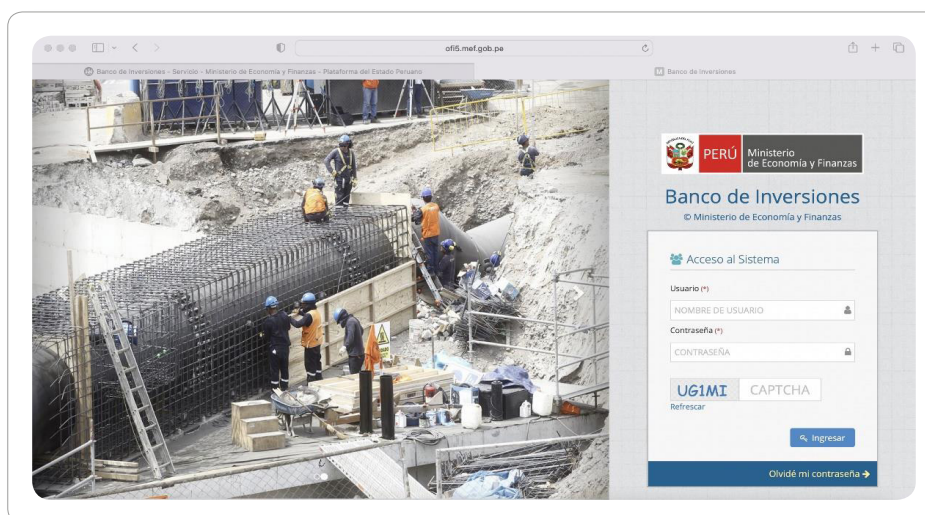 ofi5.mef.gob.pe
Banco de Inversiones - Servicio - Ministerio de Economía y Finanzas - Plataforma del Estado Peruano
Banco de Inversiones
PERÚ
Ministerio
de Economía y Finanzas
Banco de Inversiones
© Ministerio de Economía y Finanzas
Acceso al Sistema
Usuario (*)
NOMBRE DE USUARIO
Contraseña (*)
CONTRASEÑA
UG1MI
CAPTCHA
Refrescar
Ingresar
Olvidé mi contraseña